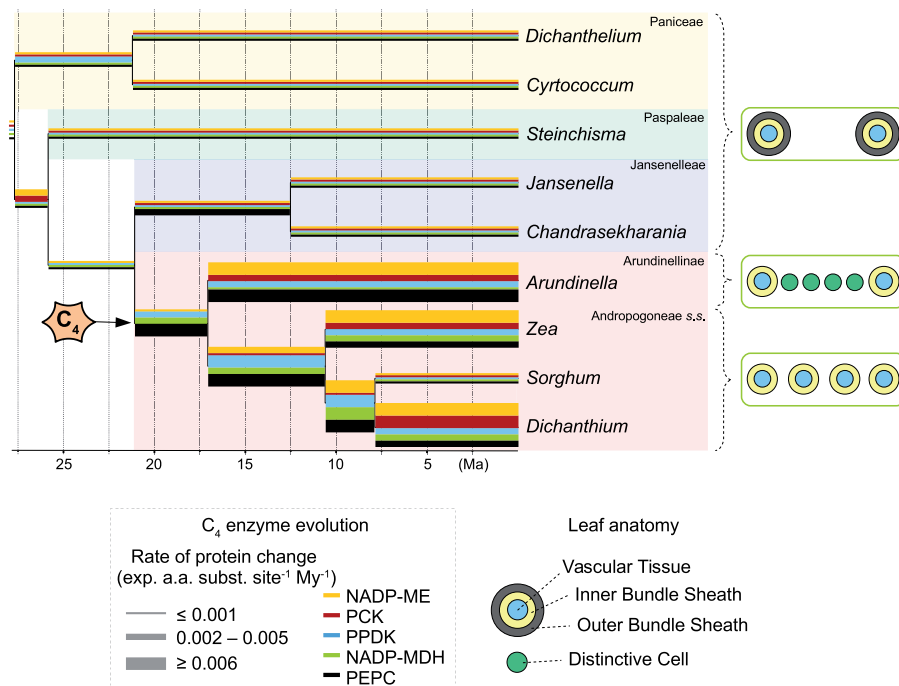 Paniceae
Dichanthelium
Cyrtococcum
Paspaleae
Steinchisma
Jansenelleae
Jansenella
Chandrasekharania
Arundinellinae
Arundinella
Andropogoneae s.s.
Zea
Sorghum
Dichanthium
C₄
25 20 15 10 5 (Ma)
C₄ enzyme evolution
Rate of protein change
(exp. a.a. subst. site⁻¹ My⁻¹)
≤ 0.001
0.002 – 0.005
≥ 0.006
NADP-ME
PCK
PPDK
NADP-MDH
PEPC
Leaf anatomy
Vascular Tissue
Inner Bundle Sheath
Outer Bundle Sheath
Distinctive Cell